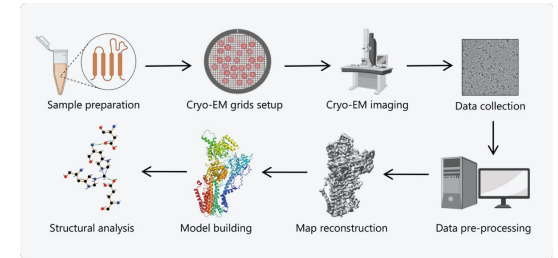 Sample preparation
Cryo-EM grids setup
Cryo-EM imaging
Data collection
Data pre-processing
Map reconstruction
Model building
Structural analysis